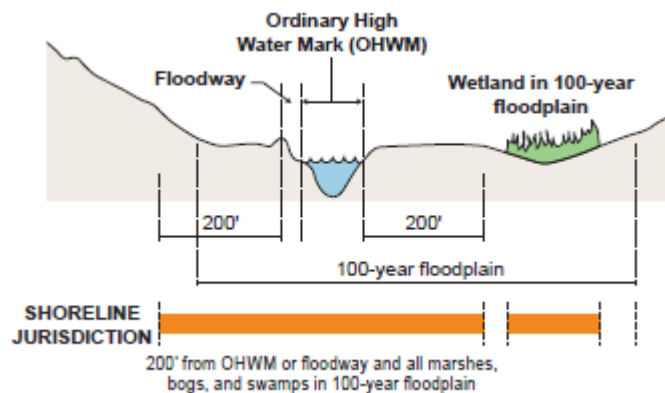 Ordinary High
Water Mark (OHWM)
Floodway
Wetland in 100-year
floodplain
200'
200'
100-year floodplain
SHORELINE
JURISDICTION
200' from OHWM or floodway and all marshes,
bogs, and swamps in 100-year floodplain